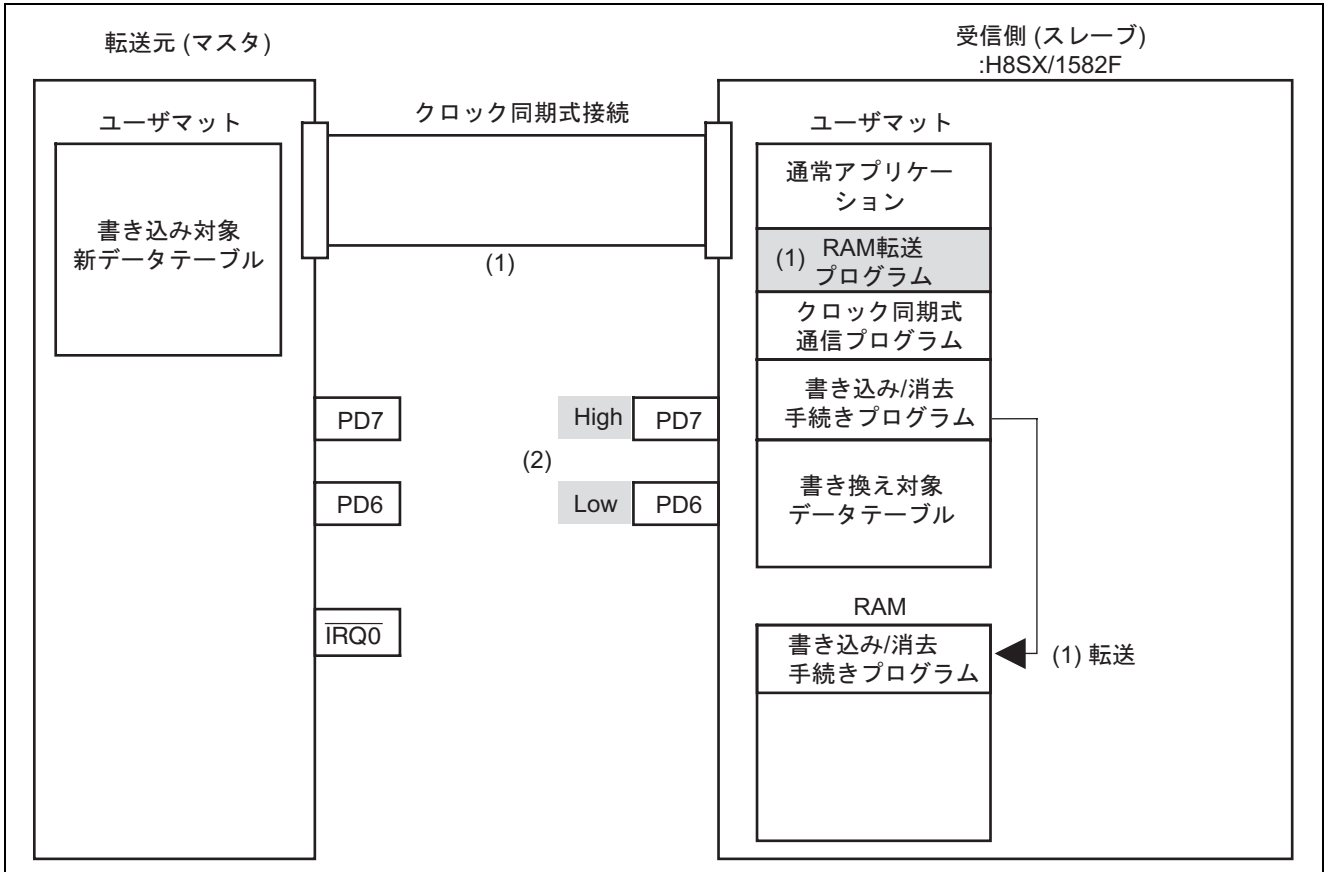 転送元 (マスタ)
受信側 (スレーブ)
:H8SX/1582F
ユーザマット
書き込み対象
新データテーブル
クロック同期式接続
(1)
PD7
PD6
IRQ0
High
PD7
(2)
Low
PD6
ユーザマット
通常アプリケー
ション
(1) RAM転送
プログラム
クロック同期式
通信プログラム
書き込み/消去
手続きプログラム
書き換え対象
データテーブル
RAM
書き込み/消去
手続きプログラム
(1) 転送